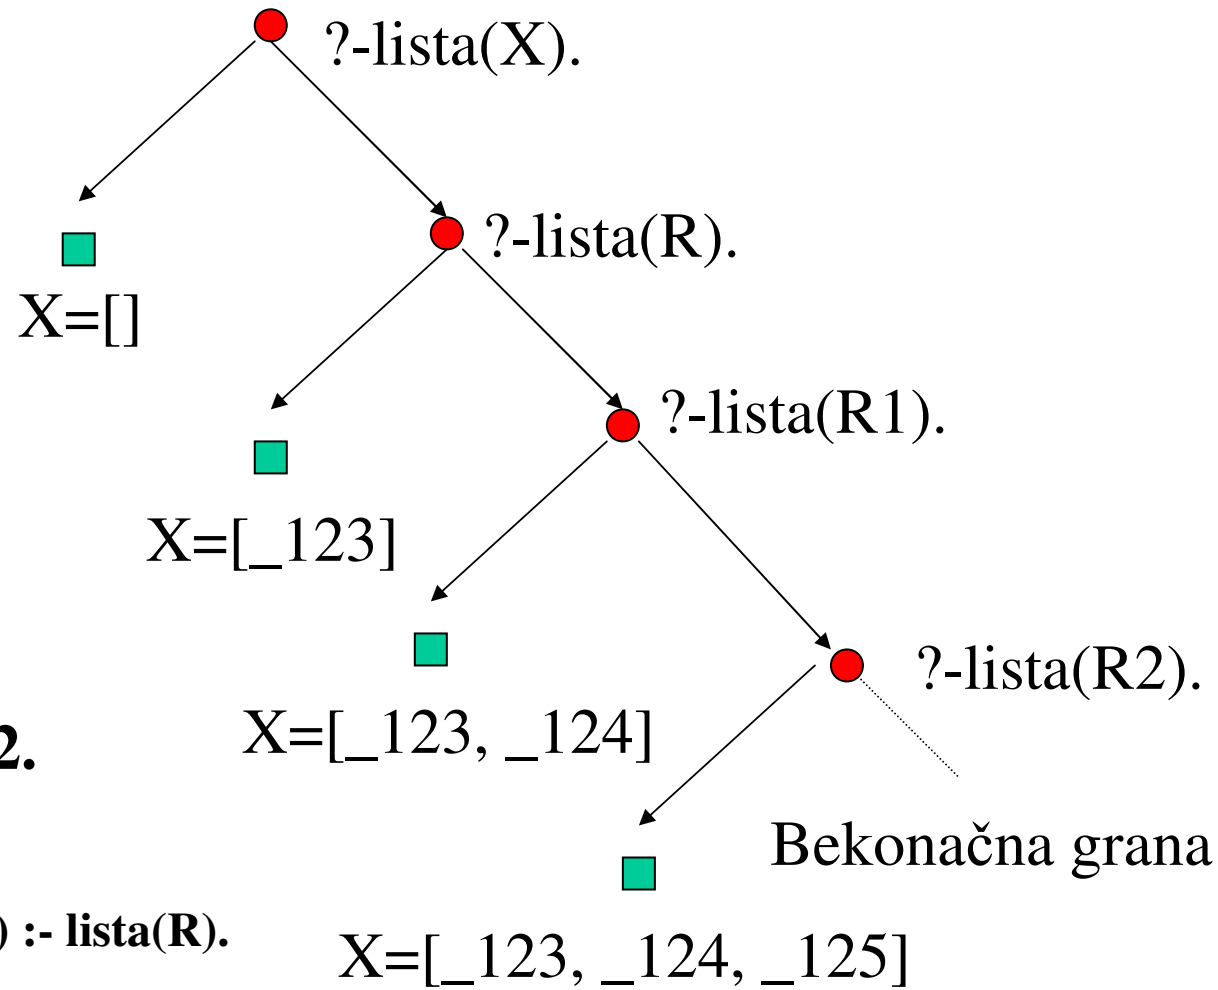 ?-lista(X).
?-lista(R).
X=[]
?-lista(R1).
X=[_123]
?-lista(R2).
X=[_123, _124]
2.
Bekonačna grana
) :- lista(R).
X=[_123, _124, _125]